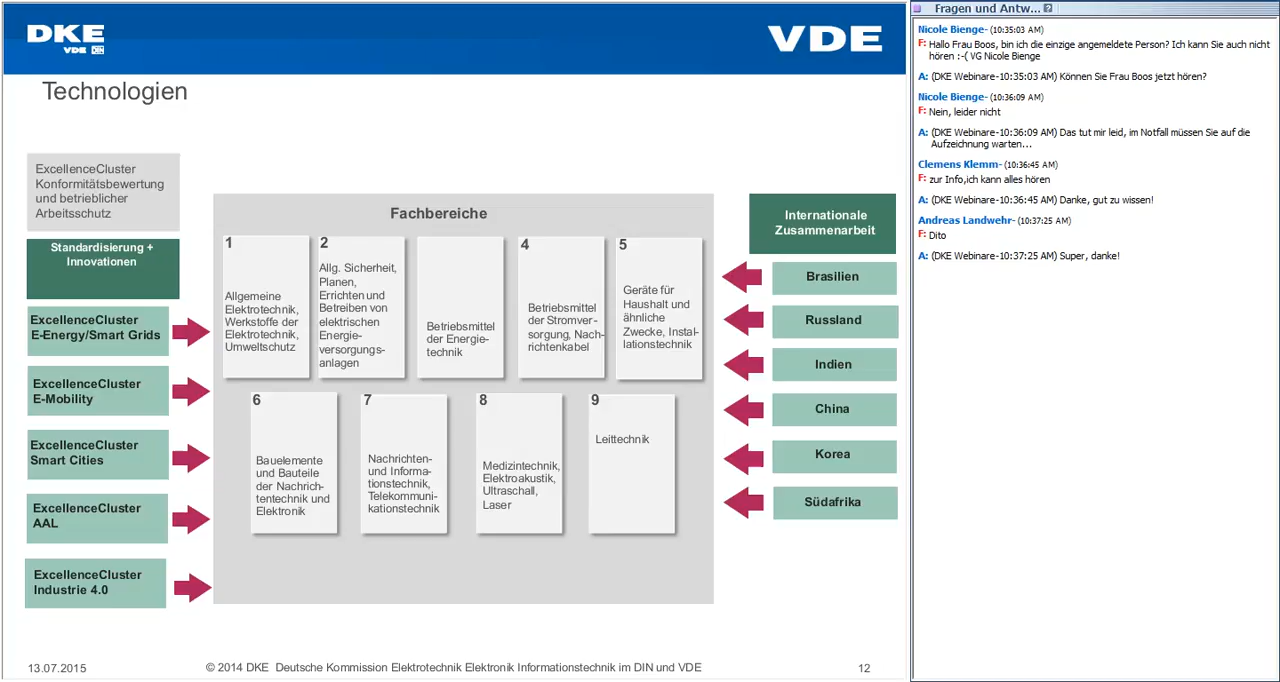 DKE
VDE DIN
VDE
Technologien
ExcellenceCluster
Konformitätsbewertung
und betrieblicher
Arbeitsschutz
Standardisierung +
Innovationen
ExcellenceCluster
E-Energy/Smart Grids
ExcellenceCluster
E-Mobility
ExcellenceCluster
Smart Cities
ExcellenceCluster
AAL
ExcellenceCluster
Industrie 4.0
Fachbereiche
1
Allgemeine
Elektrotechnik,
Werkstoffe der
Elektrotechnik,
Umweltschutz
2
Allg. Sicherheit,
Planen,
Errichten und
Betreiben von
elektrischen
Energie-
versorgungs-
anlagen
Betriebsmittel
der Energie-
technik
4
Betriebsmittel
der Stromver-
sorgung, Nach-
richtenkabel
5
Geräte für
Haushalt und
ähnliche
Zwecke, Instal-
lationstechnik
6
Bauelemente
und Bauteile
der Nachrich-
tentechnik und
Elektronik
7
Nachrichten-
und Informa-
tionstechnik,
Telekommuni-
kationstechnik
8
Medizintechnik,
Elektroakustik,
Ultraschall,
Laser
9
Leittechnik
Internationale
Zusammenarbeit
Brasilien
Russland
Indien
China
Korea
Südafrika
13.07.2015
© 2014 DKE Deutsche Kommission Elektrotechnik Elektronik Informationstechnik im DIN und VDE
12
Fragen und Antw... ?
Nicole Bienge- (10:35:03 AM)
F: Hallo Frau Boos, bin ich die einzige angemeldete Person? Ich kann Sie auch nicht
hören :-( VG Nicole Bienge
A: (DKE Webinare-10:35:03 AM) Können Sie Frau Boos jetzt hören?
Nicole Bienge- (10:36:09 AM)
F: Nein, leider nicht
A: (DKE Webinare-10:36:09 AM) Das tut mir leid, im Notfall müssen Sie auf die
Aufzeichnung warten...
Clemens Klemm- (10:36:45 AM)
F: zur Info,ich kann alles hören
A: (DKE Webinare-10:36:45 AM) Danke, gut zu wissen!
Andreas Landwehr- (10:37:25 AM)
F: Dito
A: (DKE Webinare-10:37:25 AM) Super, danke!